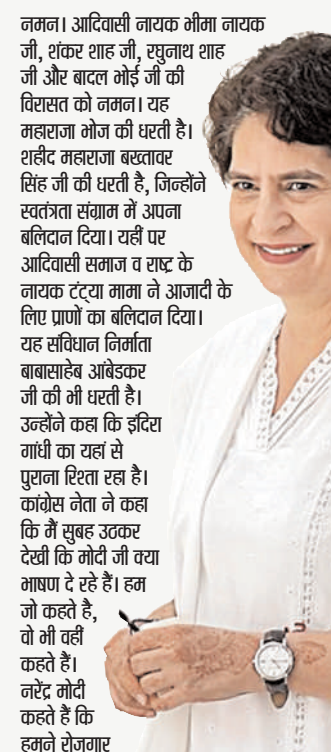 नमन। आदिवासी नायक भीमा नायक
जी, शंकर शाह जी, रघुनाथ शाह
जी और बादल भोई जी की
विरासत को नमन। यह
महाराजा भोज की धरती है।
शहीद महाराजा बख्तावर
सिंह जी की धरती है, जिन्होंने
स्वतंत्रता संग्राम में अपना
बलिदान दिया। यहीं पर
आदिवासी समाज व राष्ट्र के
नायक टंट्या मामा ने आजादी के
लिए प्राणों का बलिदान दिया।
यह संविधान निर्माता
बाबासाहेब आंबेडकर
जी की भी धरती है।
उन्होंने कहा कि इंदिरा
गांधी का यहां से
पुराना रिश्ता रहा है।
कांग्रेस नेता ने कहा
कि मैं सुबह उठकर
देखी कि मोदी जी क्या
भाषण दे रहे हैं। हम
जो कहते है,
वो भी वहीं
कहते हैं।
नरेंद्र मोदी
कहते हैं कि
हमने रोजगार